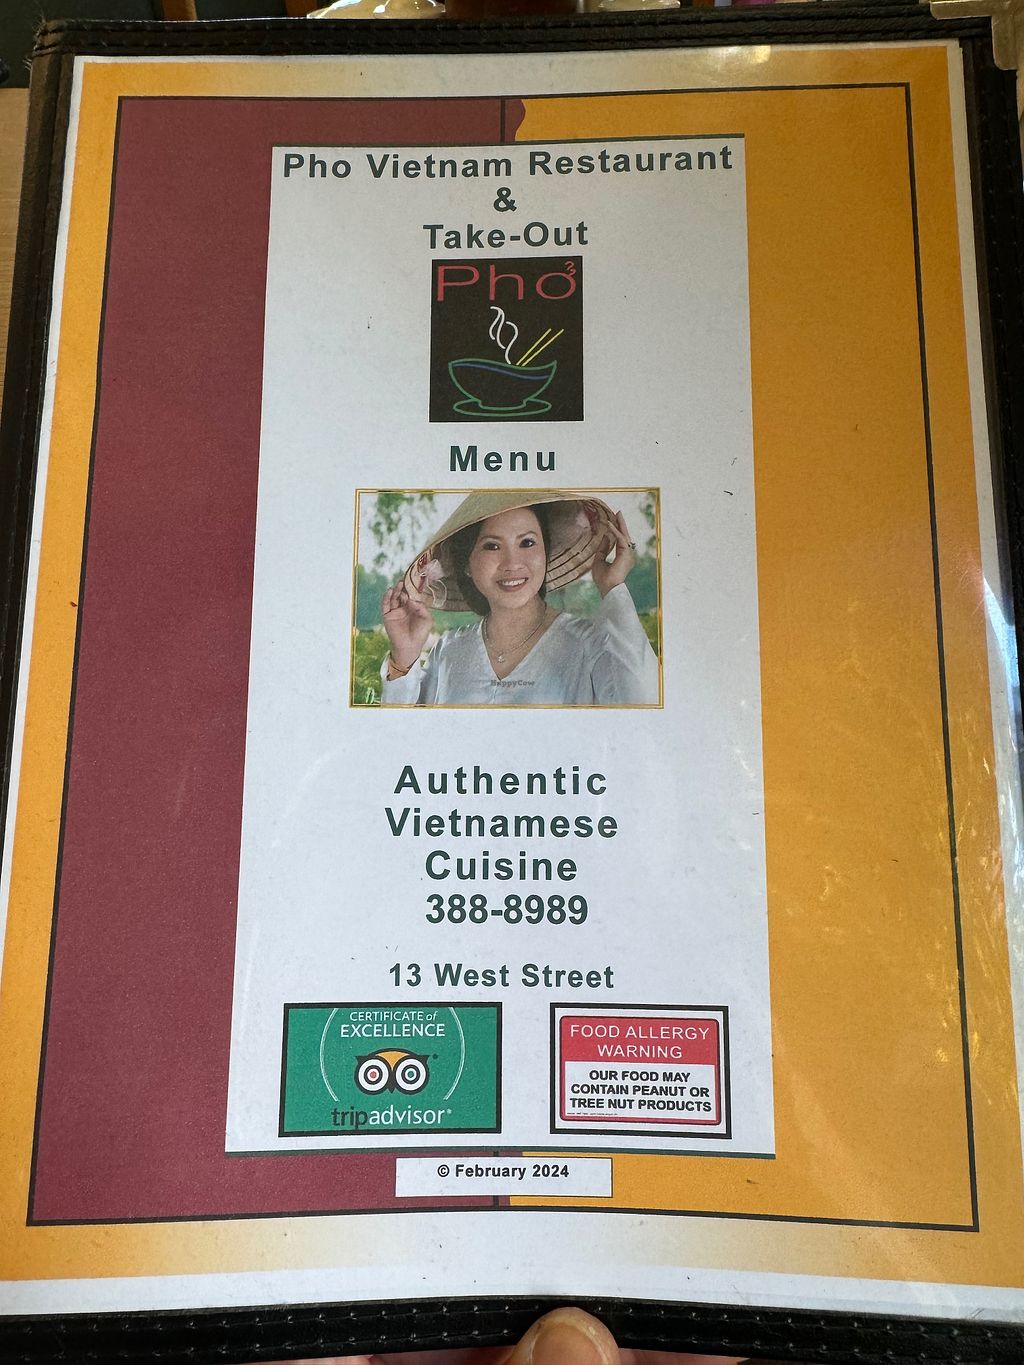 Pho Vietnam Restaurant
&
Take-Out
Phở
Menu
HappyCow
Authentic
Vietnamese
Cuisine
388-8989
13 West Street
CERTIFICATE of
EXCELLENCE
tripadvisor®
FOOD ALLERGY
WARNING
OUR FOOD MAY
CONTAIN PEANUT OR
TREE NUT PRODUCTS
© February 2024